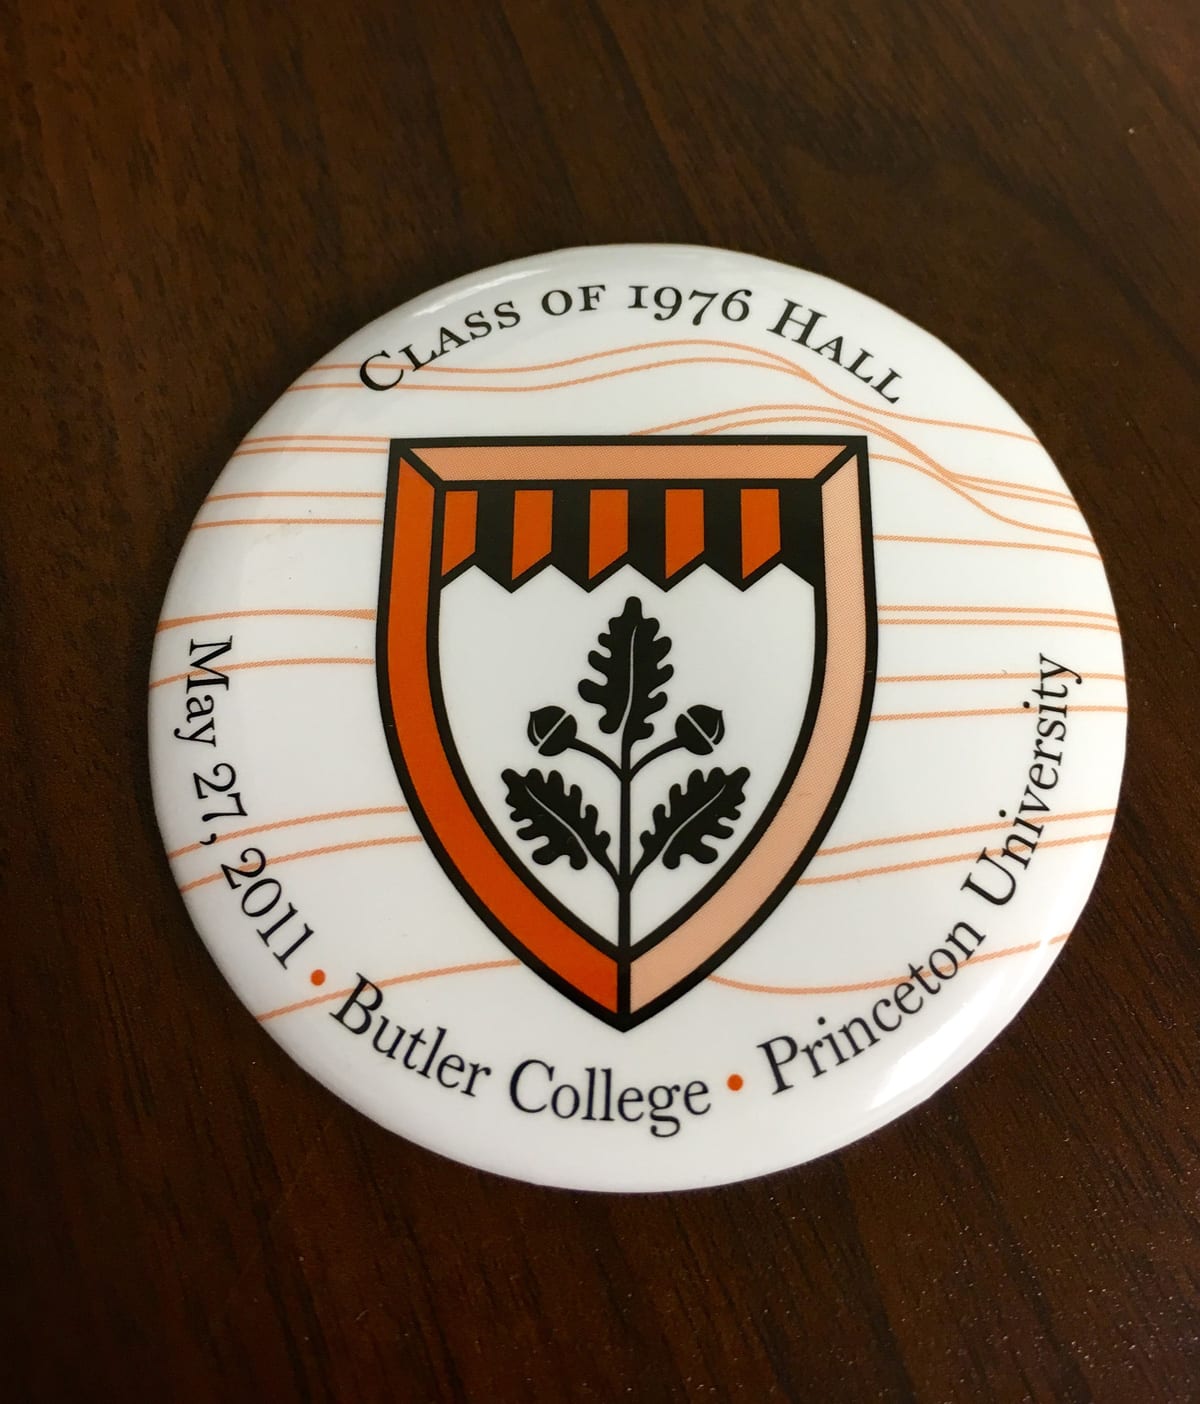 Class of 1976 Hall
May 27, 2011 • Butler College • Princeton University